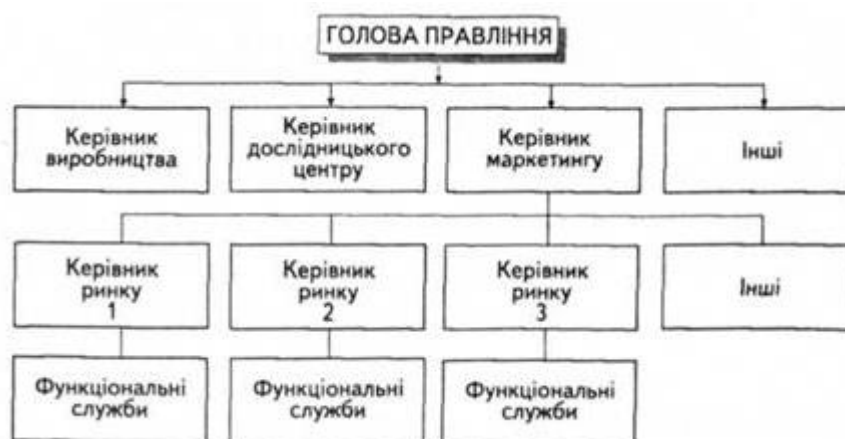 ГОЛОВА ПРАВЛІННЯ
Керівник
виробництва
Керівник
дослідницького
центру
Керівник
маркетингу
Інші
Керівник
ринку
1
Керівник
ринку
2
Керівник
ринку
3
Інші
Функціональні
служби
Функціональні
служби
Функціональні
служби